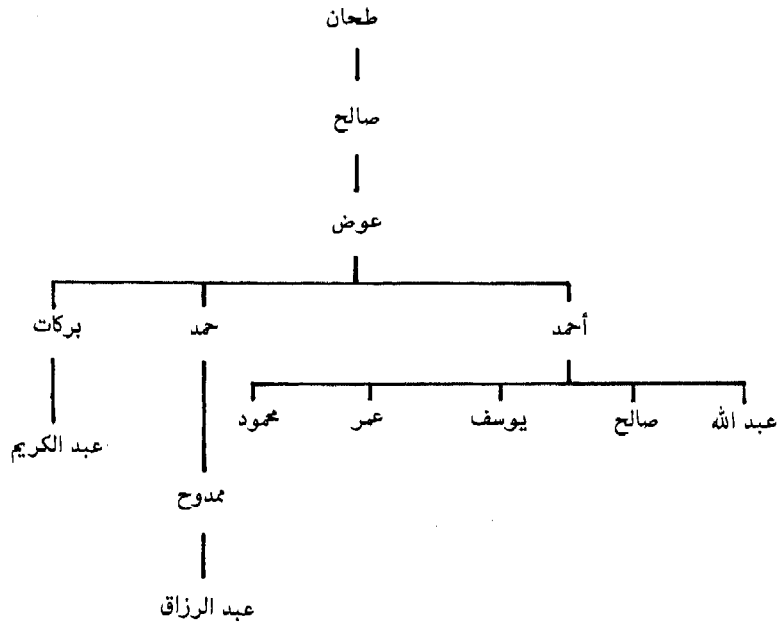 طحان
صالح
عوض
أحمد حمد بركات
عبد الله صالح يوسف عمر محمود
عبد الكريم
ممدوح
عبد الرزاق